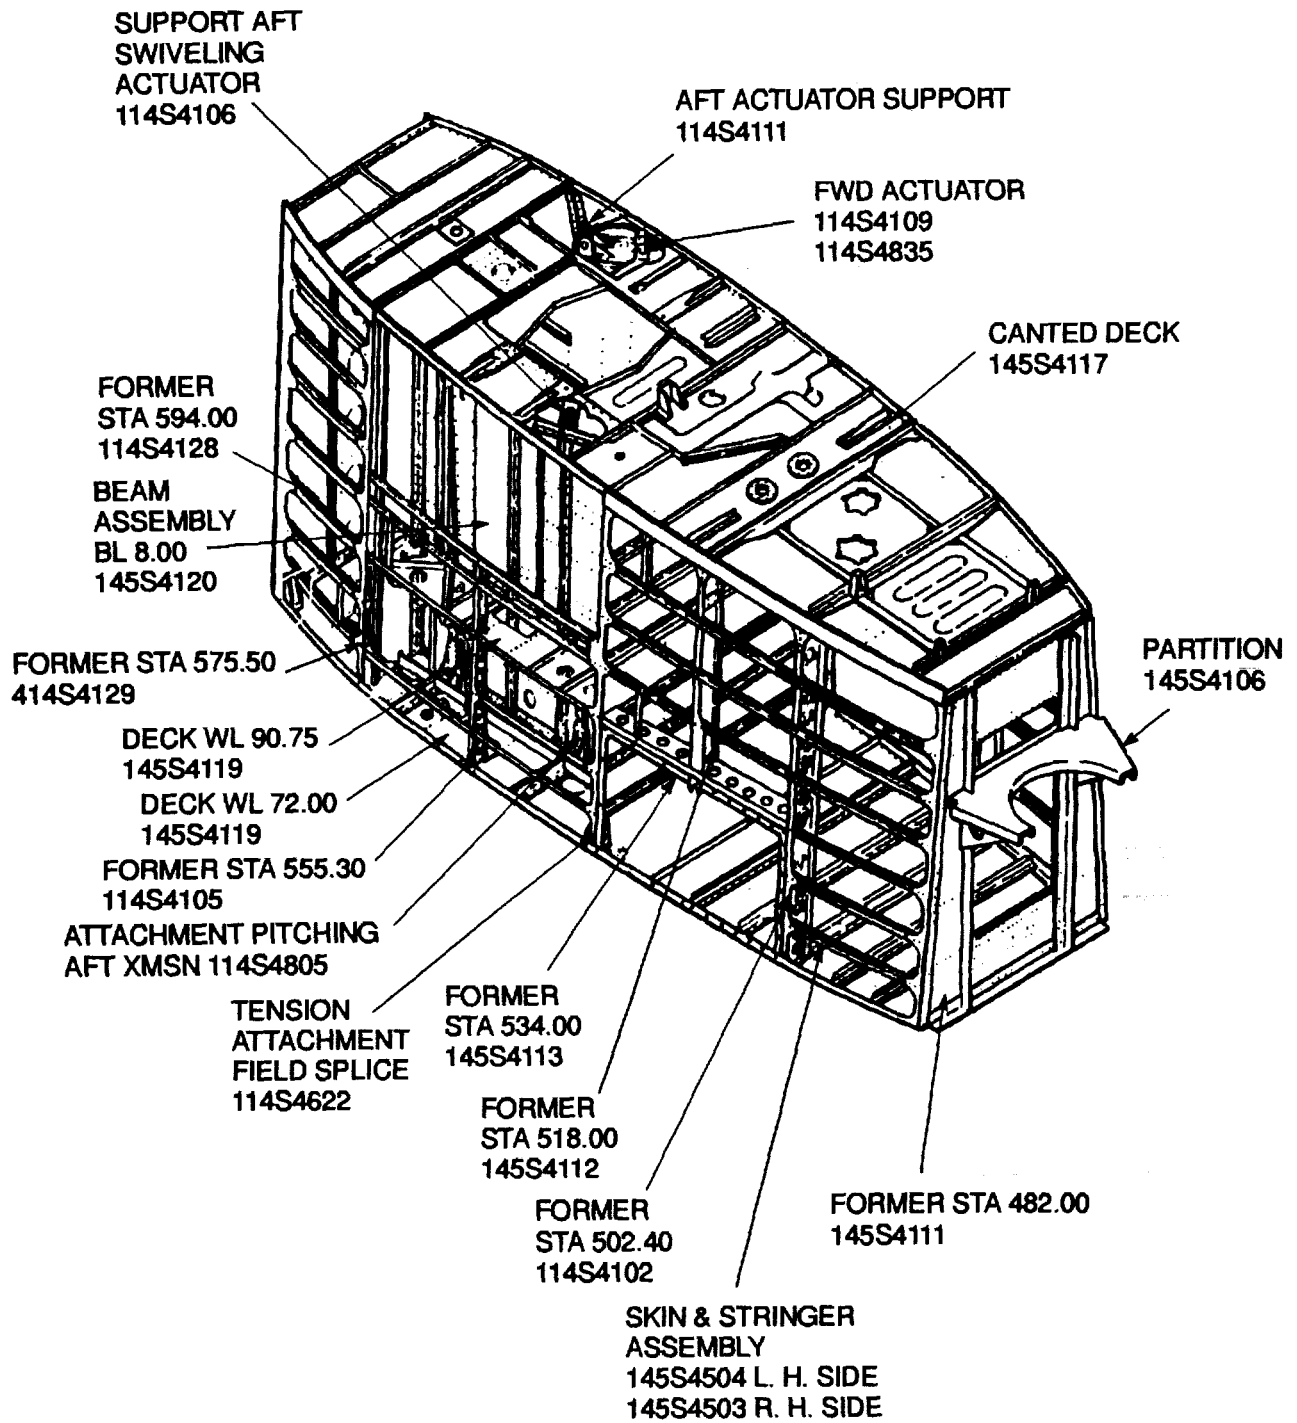 SUPPORT AFT
SWIVELING
ACTUATOR
114S4106
AFT ACTUATOR SUPPORT
114S4111
FWD ACTUATOR
114S4109
114S4835
CANTED DECK
145S4117
FORMER
STA 594.00
114S4128
BEAM
ASSEMBLY
BL 8.00
145S4120
FORMER STA 575.50
414S4129
PARTITION
145S4106
DECK WL 90.75
145S4119
DECK WL 72.00
145S4119
FORMER STA 555.30
114S4105
ATTACHMENT PITCHING
AFT XMSN 114S4805
TENSION
ATTACHMENT
FIELD SPLICE
114S4622
FORMER
STA 534.00
145S4113
FORMER
STA 518.00
145S4112
FORMER
STA 502.40
114S4102
FORMER STA 482.00
145S4111
SKIN & STRINGER
ASSEMBLY
145S4504 L. H. SIDE
145S4503 R. H. SIDE